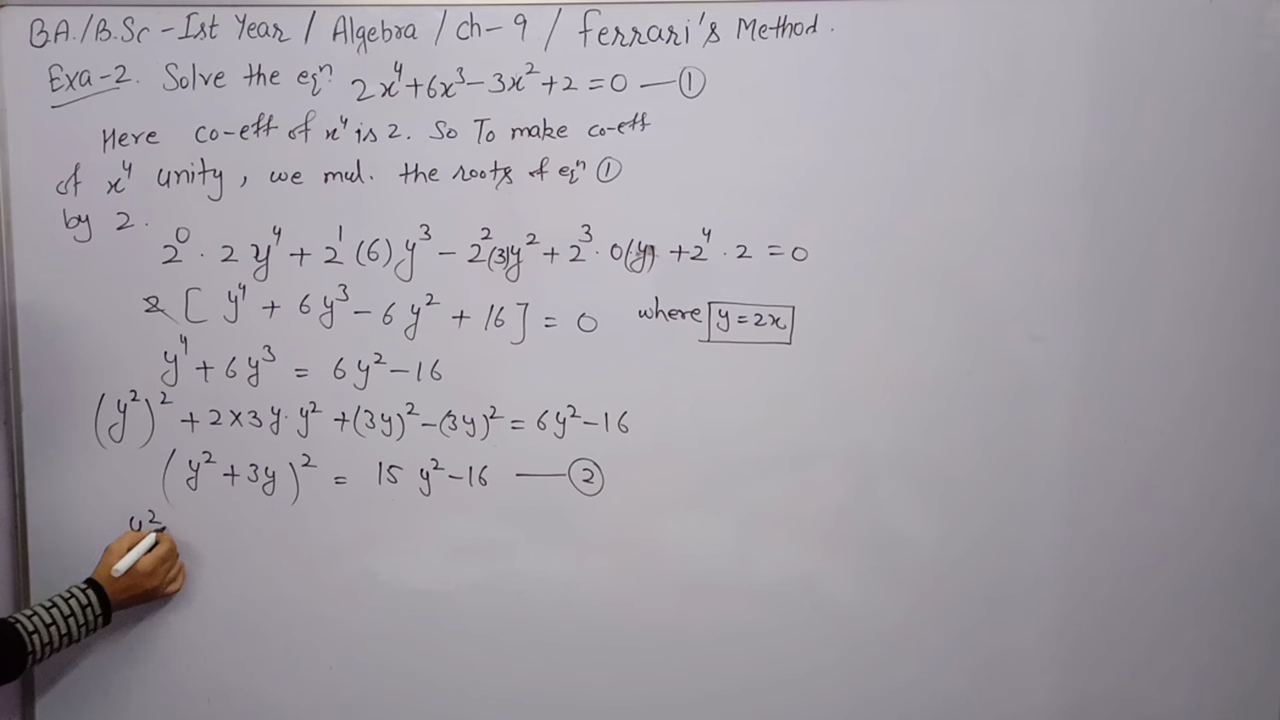 B.A./B.Sc - Ist Year / Algebra / Ch-9 / Ferrari's Method.
Exa-2. Solve the eqⁿ. 2x⁴+6x³-3x²+2=0 — ①
Here co-eff of x⁴ is 2. So To make co-eff
of x⁴ unity, we mul. the roots of eqⁿ ①
by 2.
2⁰ · 2y⁴ + 2¹(6)y³ - 2²(3)y² + 2³ · 0(y) + 2⁴ · 2 = 0
2 [ y⁴ + 6y³ - 6y² + 16 ] = 0 where y=2x
y⁴ + 6y³ = 6y² - 16
(y²)² + 2×3y·y² + (3y)² - (3y)² = 6y² - 16
(y² + 3y)² = 15y² - 16 — ②
y²